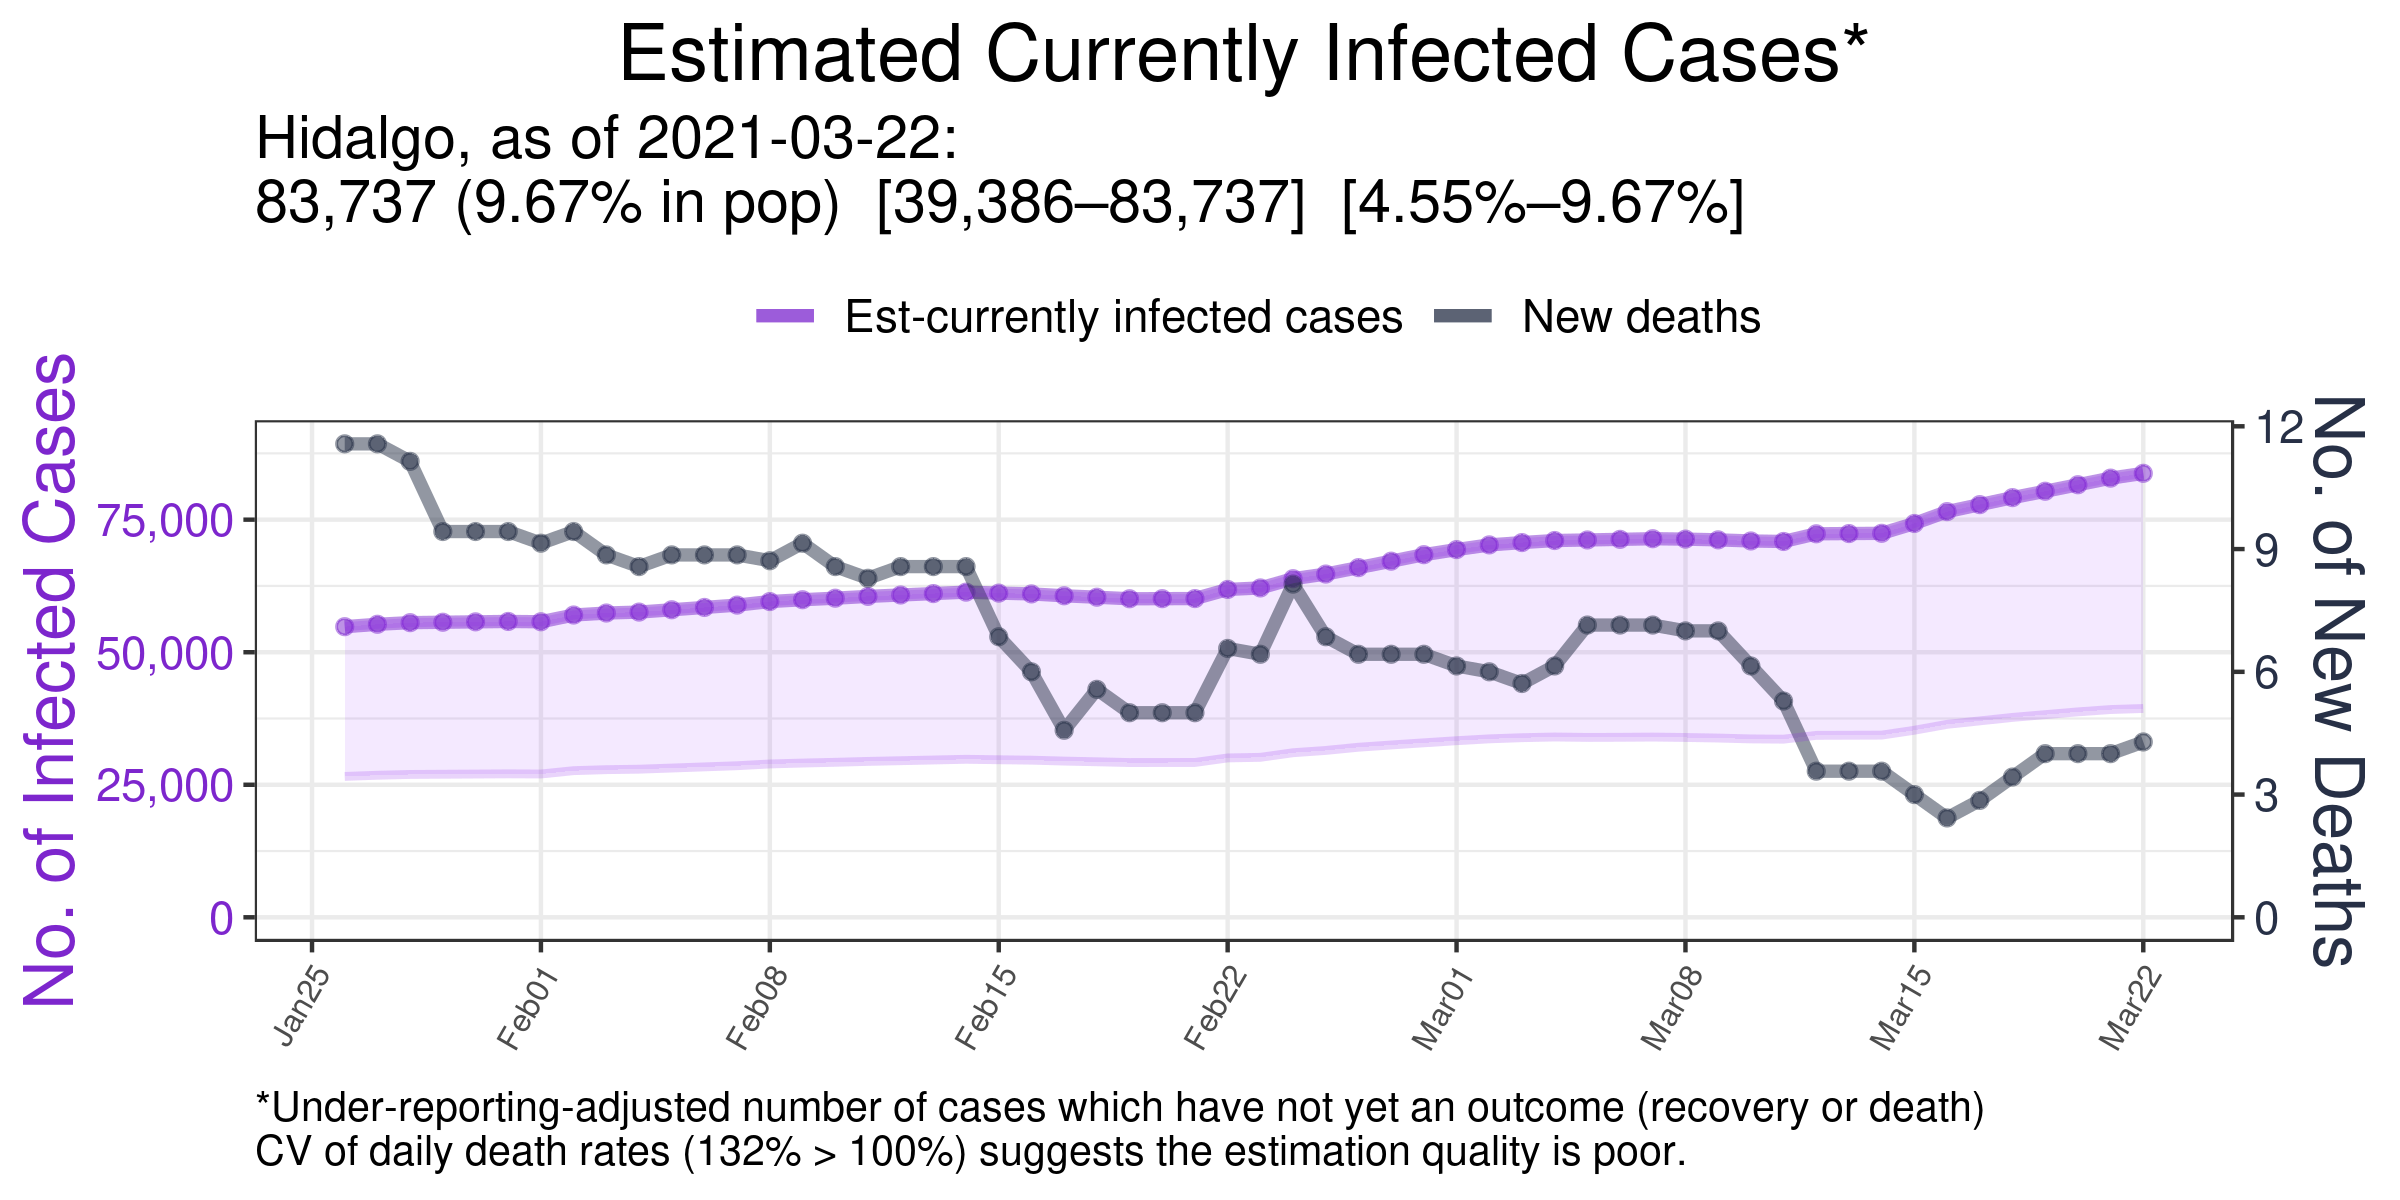 Estimated Currently Infected Cases*
Hidalgo, as of 2021-03-22:
83,737 (9.67% in pop) [39,386–83,737] [4.55%–9.67%]
Est-currently infected cases
New deaths
No. of Infected Cases
75,000
50,000
25,000
0
12
9
6
3
0
No. of New Deaths
Jan25
Feb01
Feb08
Feb15
Feb22
Mar01
Mar08
Mar15
Mar22
*Under-reporting-adjusted number of cases which have not yet an outcome (recovery or death)
CV of daily death rates (132% > 100%) suggests the estimation quality is poor.